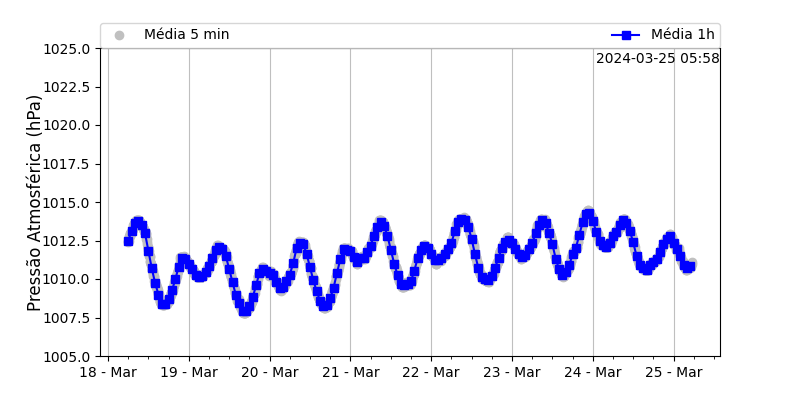 Média 5 min
Média 1h
2024-03-25 05:58
Pressão Atmosférica (hPa)
1025.0
1022.5
1020.0
1017.5
1015.0
1012.5
1010.0
1007.5
1005.0
18 - Mar
19 - Mar
20 - Mar
21 - Mar
22 - Mar
23 - Mar
24 - Mar
25 - Mar